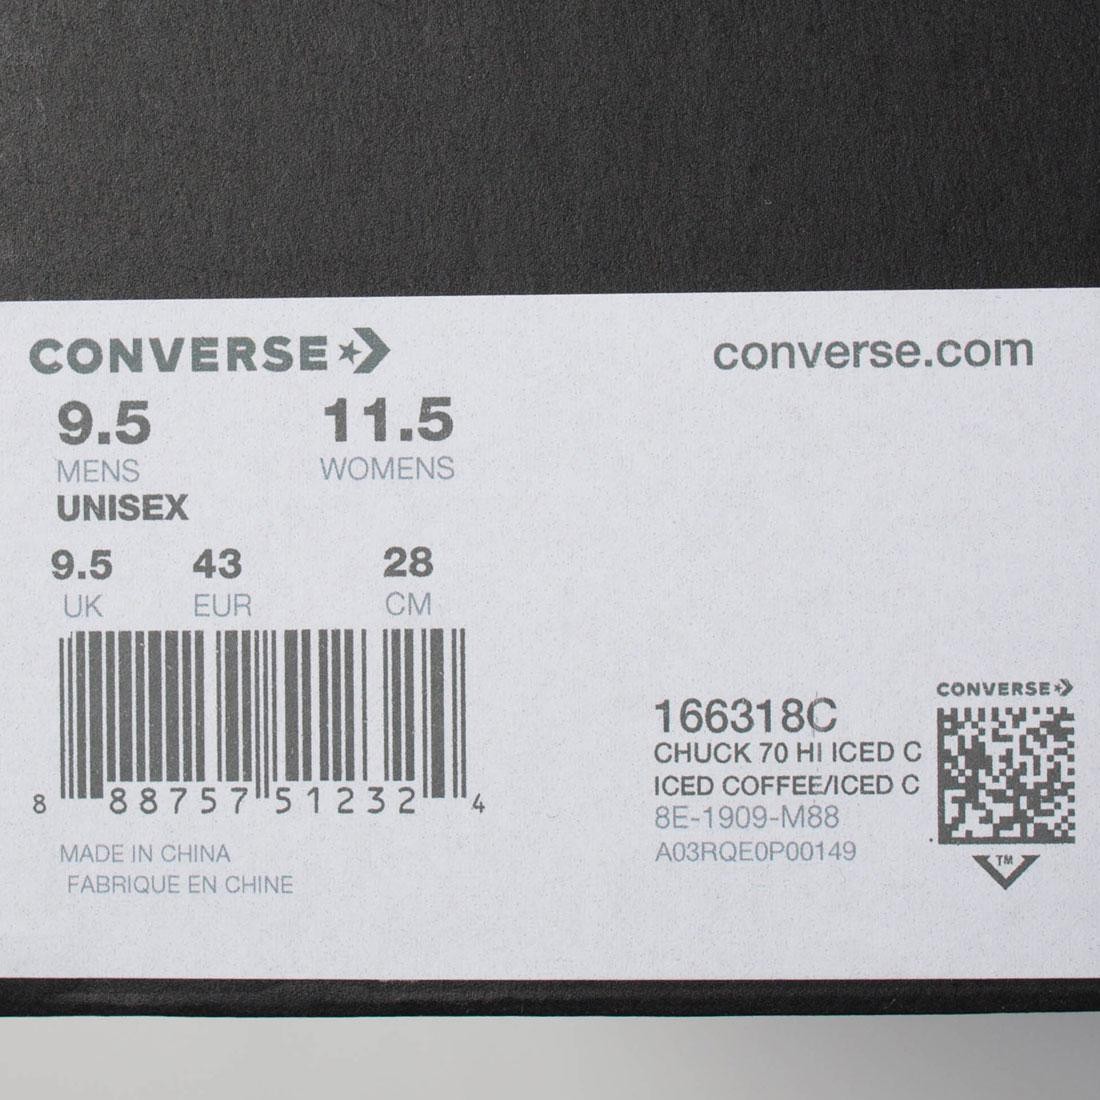 CONVERSE
converse.com
9.5 11.5
MENS WOMENS
UNISEX
9.5 43 28
UK EUR CM
8 88757 51232 4
MADE IN CHINA
FABRIQUE EN CHINE
166318C
CHUCK 70 HI ICED C
ICED COFFEE/ICED C
8E-1909-M88
A03RQE0P00149
CONVERSE
TM